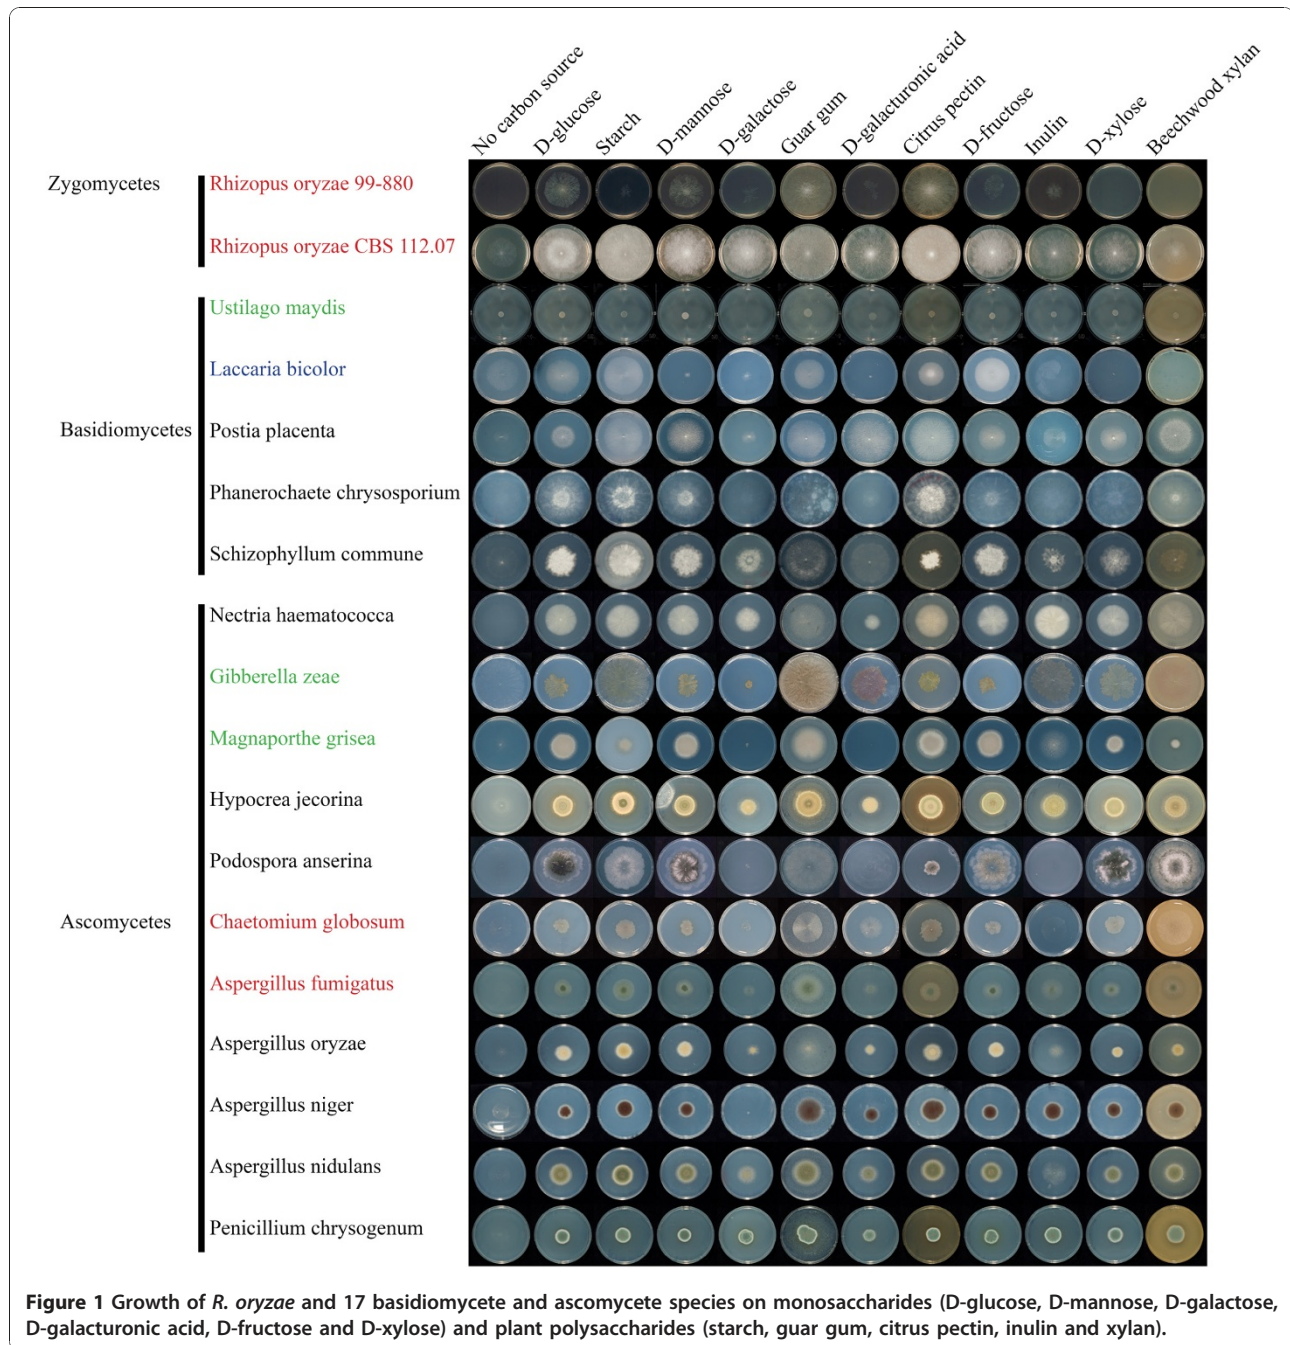 No carbon source
D-glucose
Starch
D-mannose
D-galactose
Guar gum
D-galacturonic acid
Citrus pectin
D-fructose
Inulin
D-xylose
Beechwood xylan
Zygomycetes
Rhizopus oryzae 99-880
Rhizopus oryzae CBS 112.07
Ustilago maydis
Laccaria bicolor
Basidiomycetes
Postia placenta
Phanerochaete chrysosporium
Schizophyllum commune
Nectria haematococca
Gibberella zeae
Magnaporthe grisea
Hypocrea jecorina
Podospora anserina
Ascomycetes
Chaetomium globosum
Aspergillus fumigatus
Aspergillus oryzae
Aspergillus niger
Aspergillus nidulans
Penicillium chrysogenum
Figure 1 Growth of R. oryzae and 17 basidiomycete and ascomycete species on monosaccharides (D-glucose, D-mannose, D-galactose,
D-galacturonic acid, D-fructose and D-xylose) and plant polysaccharides (starch, guar gum, citrus pectin, inulin and xylan).